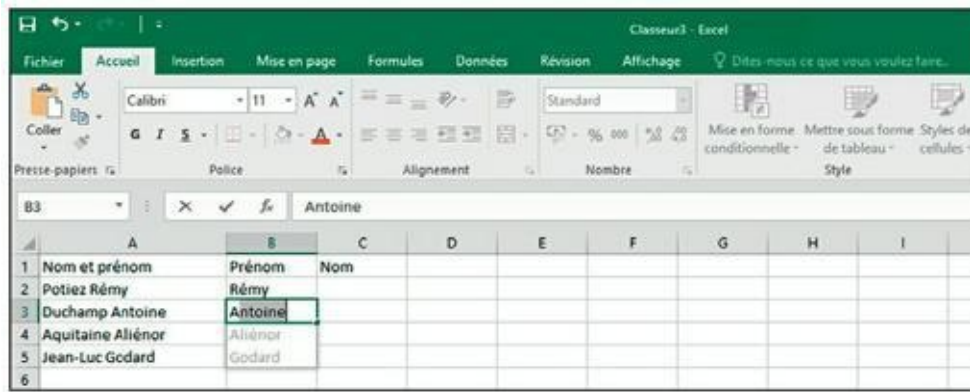 Classeur3 - Excel
Fichier Accueil Insertion Mise en page Formules Données Révision Affichage Dites-nous ce que vous voulez faire...
Calibri 11 A A Standard
Coller G I S A % 000 Mise en forme Mettre sous forme Styles de
conditionnelle de tableau cellules
Presse-papiers Police Alignement Nombre Style
B3 fx Antoine
A B C D E F G H I
1 Nom et prénom Prénom Nom
2 Potiez Rémy Rémy
3 Duchamp Antoine Antoine
4 Aquitaine Aliénor Aliénor
5 Jean-Luc Godard Godard
6